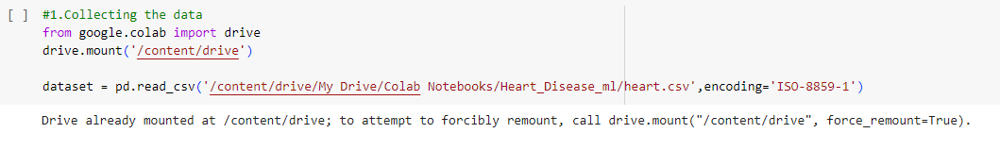 [ ] #1.Collecting the data
from google.colab import drive
drive.mount('/content/drive')
dataset = pd.read_csv('/content/drive/My Drive/Colab Notebooks/Heart_Disease_ml/heart.csv',encoding='ISO-8859-1')
Drive already mounted at /content/drive; to attempt to forcibly remount, call drive.mount("/content/drive", force_remount=True).